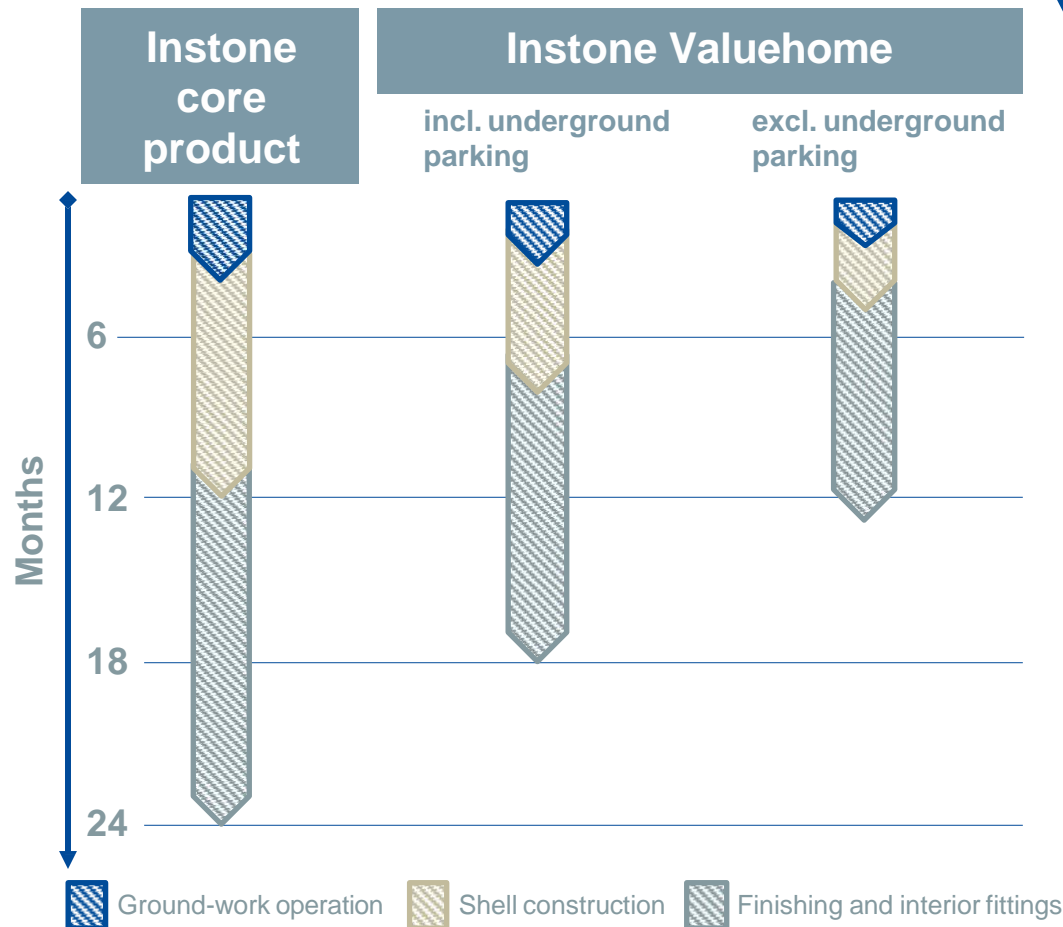 Instone
core
product
Instone Valuehome
incl. underground
parking
excl. underground
parking
Months
6
12
18
24
Ground-work operation
Shell construction
Finishing and interior fittings